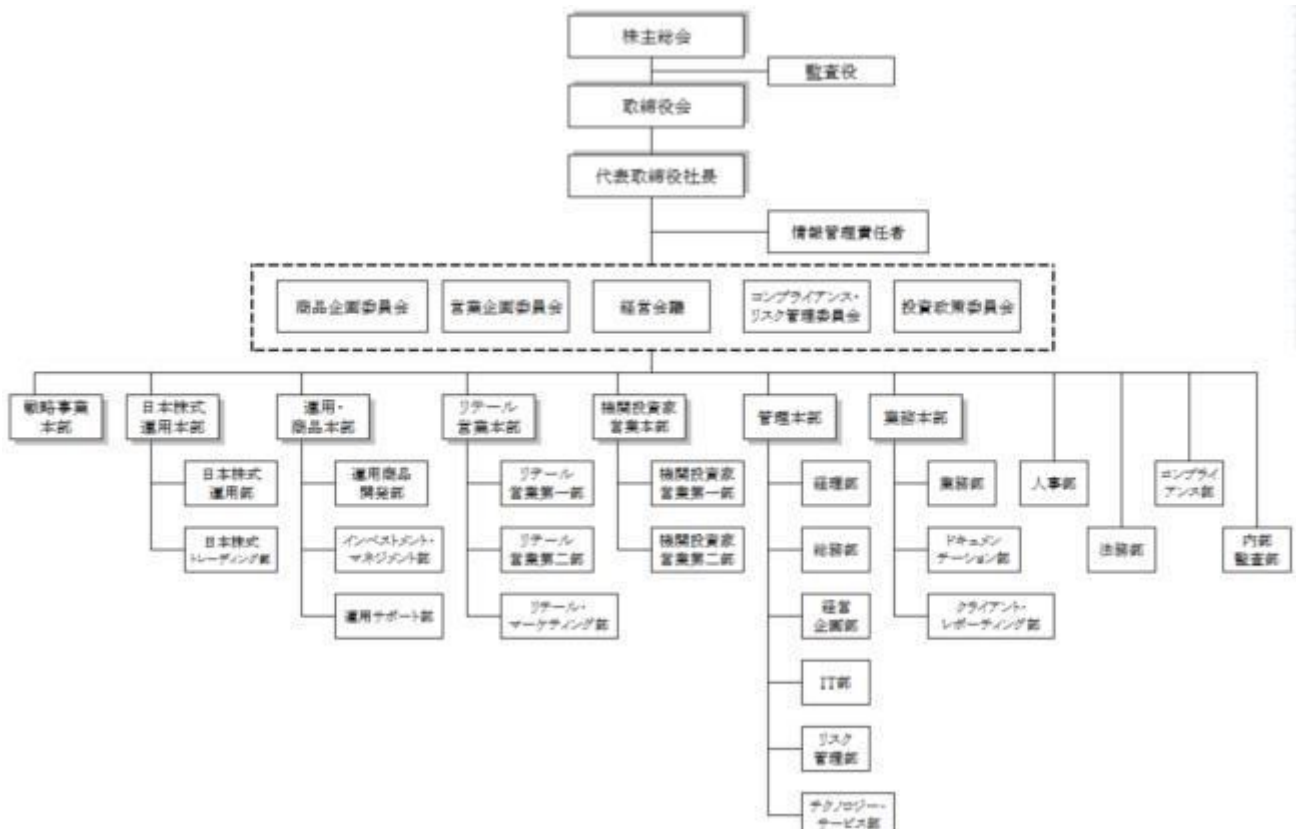 株主総会
監査役
取締役会
代表取締役社長
情報管理責任者
商品企画委員会
営業企画委員会
経営会議
コンプライアンス・
リスク管理委員会
投資政策委員会
戦略事業
本部
日本株式
運用本部
運用・
商品本部
リテール
営業本部
機関投資家
営業本部
管理本部
業務本部
日本株式
運用部
運用商品
開発部
リテール
営業第一部
機関投資家
営業第一部
経理部
業務部
人事部
コンプライ
アンス部
日本株式
トレーディング部
インベストメント・
マネジメント部
リテール
営業第二部
機関投資家
営業第二部
総務部
ドキュメン
テーション部
法務部
内部
監査部
運用サポート部
リテール・
マーケティング部
経営
企画部
クライアント・
レポーティング部
IT部
リスク
管理部
テクノロジー・
サービス部